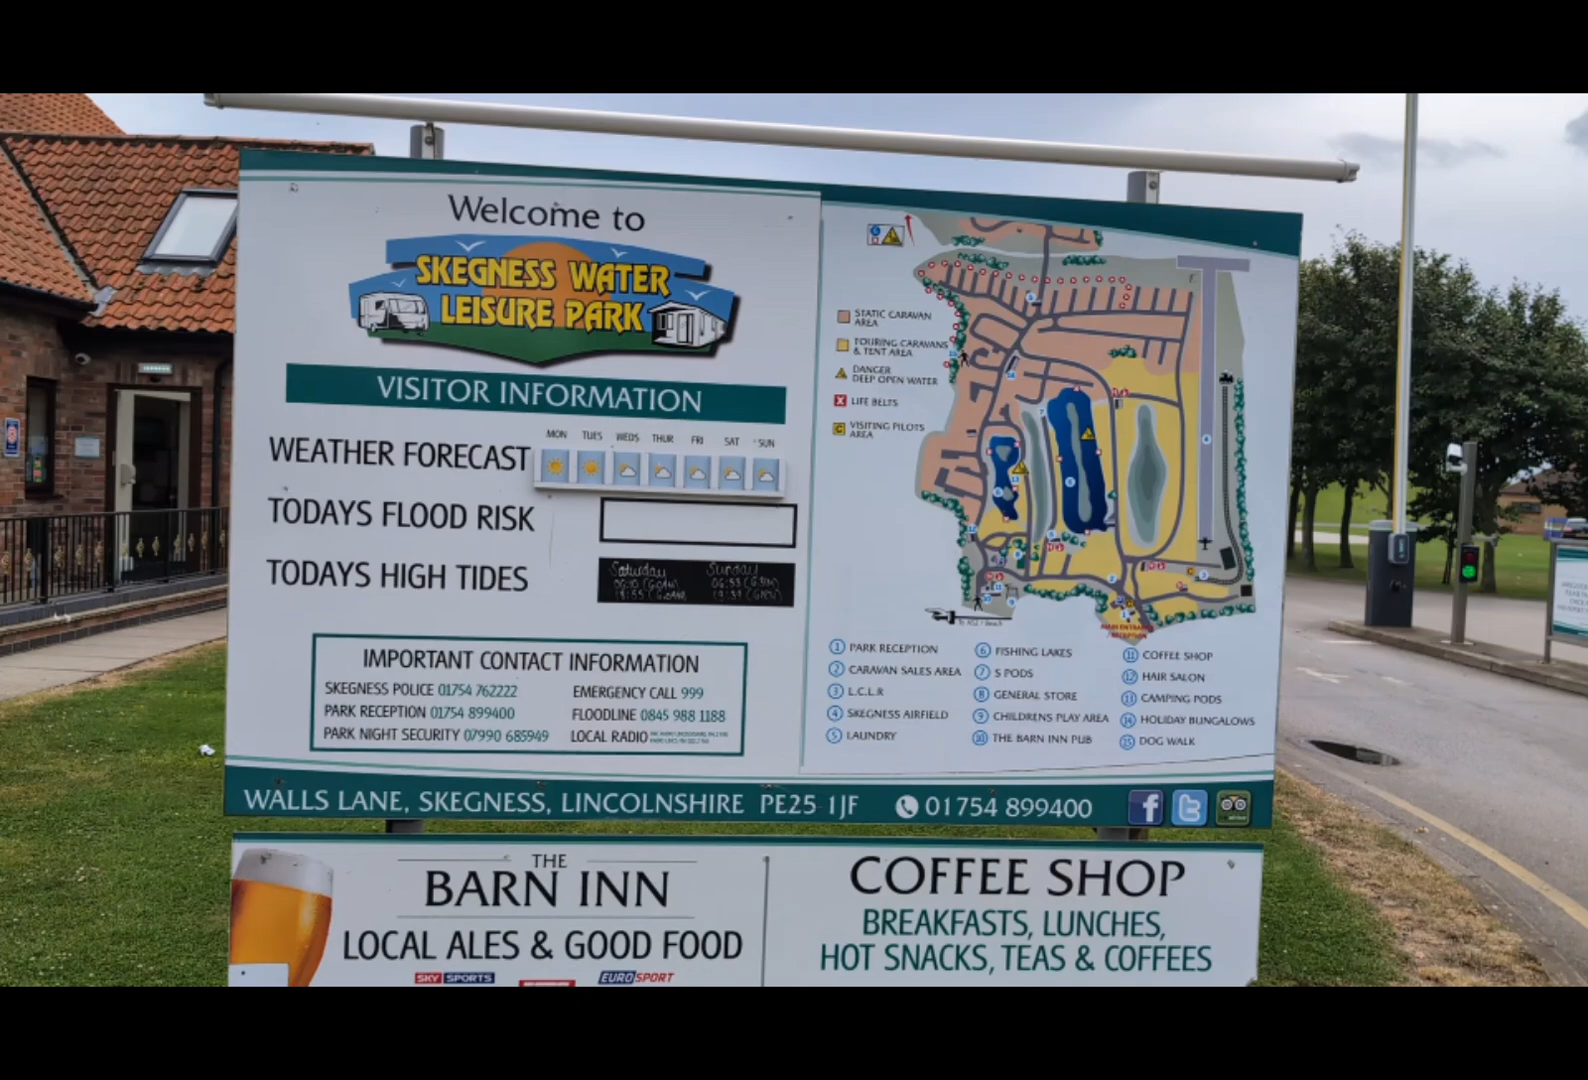 Welcome to
SKEGNESS WATER
LEISURE PARK
VISITOR INFORMATION
WEATHER FORECAST
MON TUES WEDS THUR FRI SAT SUN
TODAYS FLOOD RISK
TODAYS HIGH TIDES
Saturday Sunday
IMPORTANT CONTACT INFORMATION
SKEGNESS POLICE 01754 762222
PARK RECEPTION 01754 899400
PARK NIGHT SECURITY 07990 685949
EMERGENCY CALL 999
FLOODLINE 0845 988 1188
LOCAL RADIO
STATIC CARAVAN
AREA
TOURING CARAVANS
& TENT AREA
DANGER
DEEP OPEN WATER
LIFE BELTS
C VISITING PILOTS
AREA
To A52 / Beach
MAIN ENTRANCE
RECEPTION
1 PARK RECEPTION
2 CARAVAN SALES AREA
3 L.C.L.R
4 SKEGNESS AIRFIELD
5 LAUNDRY
6 FISHING LAKES
7 S PODS
8 GENERAL STORE
9 CHILDRENS PLAY AREA
10 THE BARN INN PUB
11 COFFEE SHOP
12 HAIR SALON
13 CAMPING PODS
14 HOLIDAY BUNGALOWS
15 DOG WALK
WALLS LANE, SKEGNESS, LINCOLNSHIRE PE25 1JF 01754 899400
THE
BARN INN
LOCAL ALES & GOOD FOOD
SKY SPORTS
EUROSPORT
COFFEE SHOP
BREAKFASTS, LUNCHES,
HOT SNACKS, TEAS & COFFEES